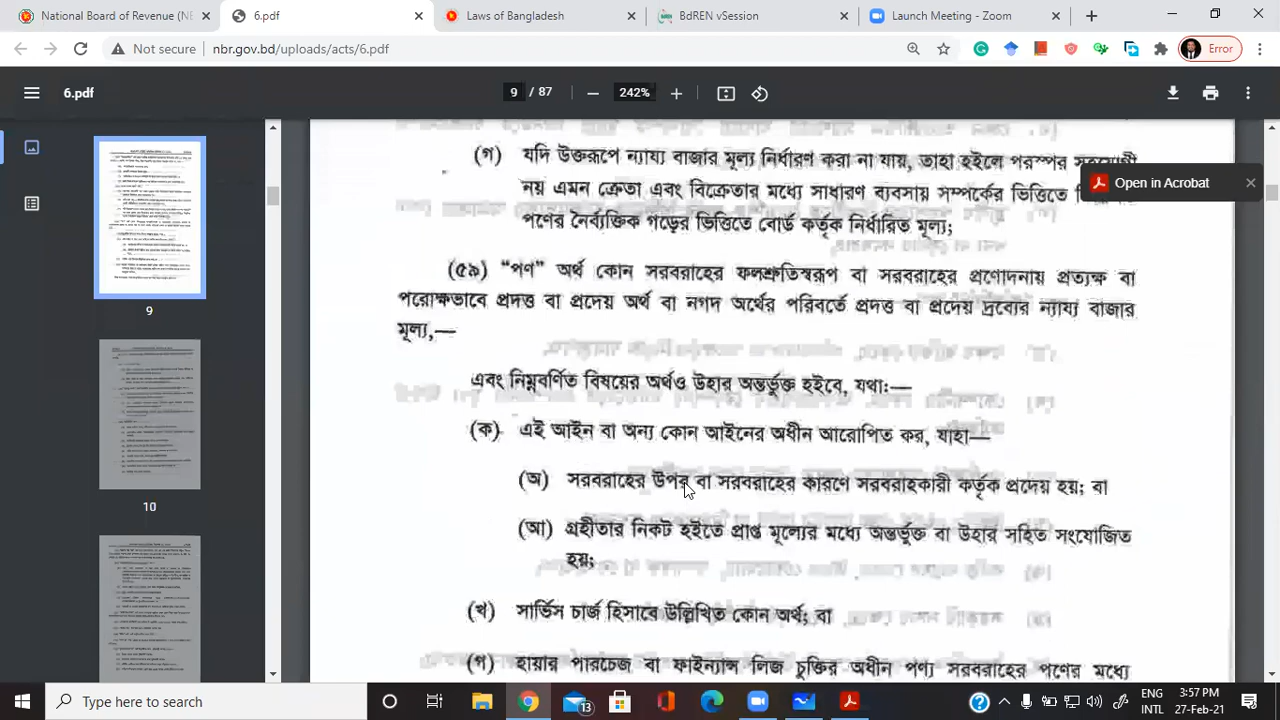 National Board of Revenue (N
6.pdf
Laws of Bangladesh
BdREN vSession
Launch Meeting - Zoom
Not secure
nbr.gov.bd/uploads/acts/6.pdf
Error
6.pdf
9 / 87
242%
Open in Acrobat
(গ) যদি উক্তরূপে ন্যায্য বাজার মূল্য নির্ধারণ করা না যায়, তাহা হইলে পরস্পর সহযোগী
নয় এমন ক্রেতা এবং বিক্রেতার মধ্যে সাধারণ ব্যবসায় সম্পর্কের ভিত্তিতে
পণের নৈর্ব্যক্তিক গড়ের ভিত্তিতে বোর্ড কর্তৃক নির্ধারিত মূল্য;
(৫৯) “পণ” অর্থ কোন সরবরাহের ফলশ্রুতিস্বরূপ বা সরবরাহের প্রণোদনায় প্রত্যক্ষ বা
পরোক্ষভাবে প্রদত্ত বা প্রদেয় অর্থ বা নগদ অর্থের পরিবর্তে প্রদত্ত বা প্রদেয় দ্রব্যের ন্যায্য বাজার
মূল্য,—
এবং নিম্নবর্ণিত বিষয়ের অর্থও উহার অন্তর্ভুক্ত হইবে, যথা:—
(ক) এই আইন বা অন্য কোন আইনের অধীন আরোপিত কর, যাহা—
(অ) সরবরাহের উপর বা সরবরাহের কারণে সরবরাহকারী কর্তৃক প্রদেয় হয়; বা
(আ) গ্রহীতার নিকট হইতে প্রাপ্ত মূল্যের মধ্যে অন্তর্ভুক্ত বা উহার সহিত সংযোজিত
(খ) সার্ভিস চার্জ হিসাবে উল্লিখিত কোন অর্থ;
(গ) হায়ার পারচেজ বা ফাইন্যান্স লিজ চুক্তির অধীন পণ্য সরবরাহের পণের মধ্যে
9
10
Type here to search
13
ENG
INTL
3:57 PM
27-Feb-21